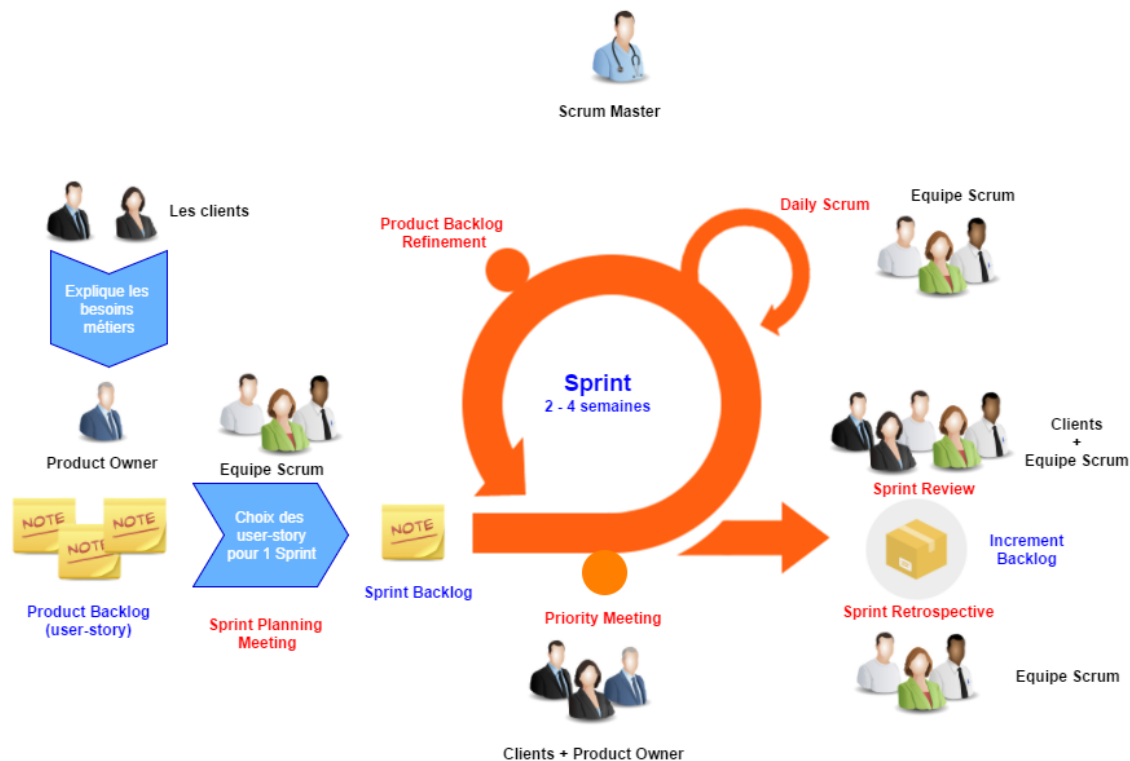 Scrum Master
Les clients
Explique les
besoins
métiers
Product Owner
NOTE
NOTE
NOTE
Product Backlog
(user-story)
Equipe Scrum
Choix des
user-story
pour 1 Sprint
Sprint Planning
Meeting
NOTE
Sprint Backlog
Product Backlog
Refinement
Sprint
2 - 4 semaines
Daily Scrum
Equipe Scrum
Priority Meeting
Clients + Product Owner
Clients
+
Equipe Scrum
Sprint Review
Increment
Backlog
Sprint Retrospective
Equipe Scrum